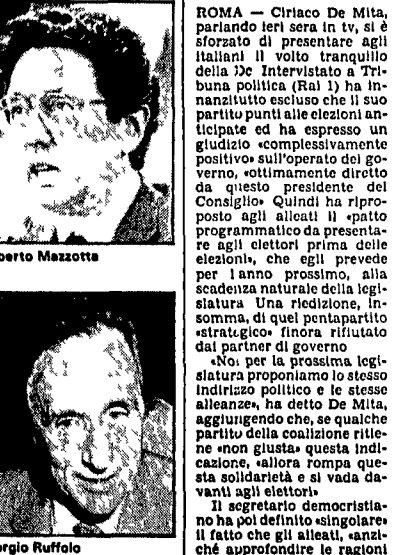 berto Mazzotta
rgio Ruffolo
ROMA — Ciriaco De Mita,
parlando ieri sera in tv, si è
sforzato di presentare agli
italiani il volto tranquillo
della Dc Intervistato a Tri-
buna politica (Rai 1) ha in-
nanzitutto escluso che il suo
partito punti alle elezioni an-
ticipate ed ha espresso un
giudizio «complessivamente
positivo» sull'operato del go-
verno, «ottimamente diretto
da questo presidente del
Consiglio» Quindi ha ripro-
posto agli alleati il «patto
programmatico da presenta-
re agli elettori prima delle
elezioni», che egli prevede
per l anno prossimo, alla
scadenza naturale della legi-
slatura Una riedizione, in-
somma, di quel pentapartito
«strategico» finora rifiutato
dai partner di governo
«Noi per la prossima legi-
slatura proponiamo lo stesso
indirizzo politico e le stesse
alleanze», ha detto De Mita,
aggiungendo che, se qualche
partito della coalizione ritie-
ne «non giusta» questa indi-
cazione, «allora rompa que-
sta solidarietà e si vada da-
vanti agli elettori»
Il segretario democristia-
no ha poi definito «singolare»
il fatto che gli alleati, «anzi-
ché approfondire le ragioni